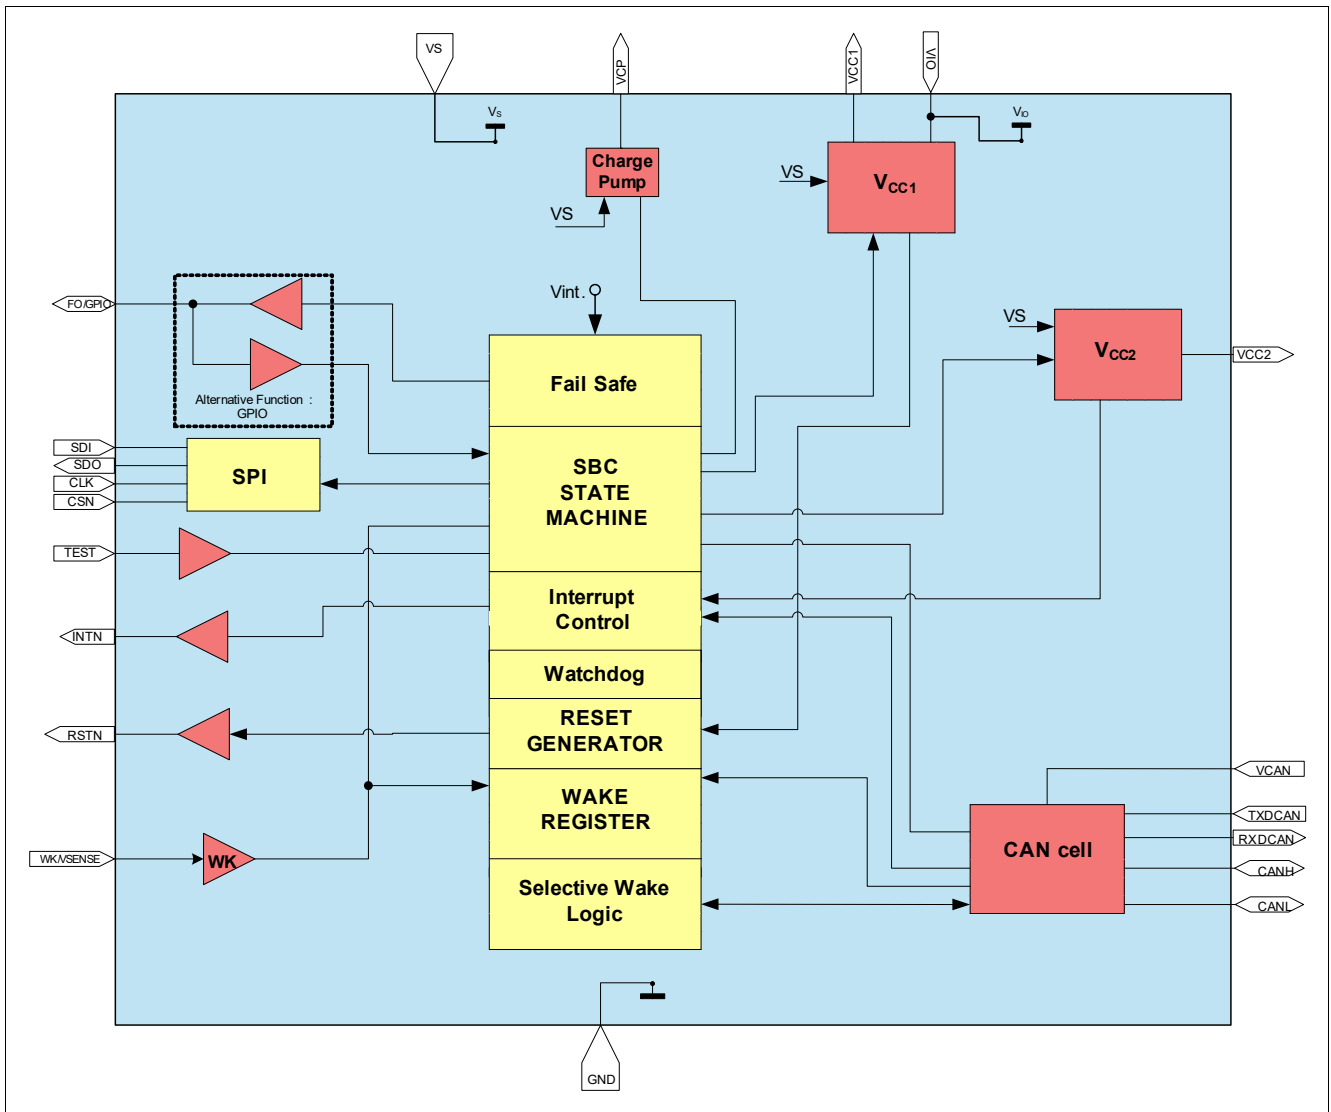 VS
VCP
VCC1
VIO
VS
VIO
Charge
Pump
VS
VS
VCC1
FO/GPIO
Alternative Function :
GPIO
Vint.
VS
VCC2
VCC2
Fail Safe
SDI
SDO
CLK
CSN
SPI
SBC
STATE
MACHINE
TEST
Interrupt
Control
INTN
Watchdog
RSTN
RESET
GENERATOR
WAKE
REGISTER
WK/VSENSE
WK
Selective Wake
Logic
CAN cell
VCAN
TXDCAN
RXDCAN
CANH
CANL
GND